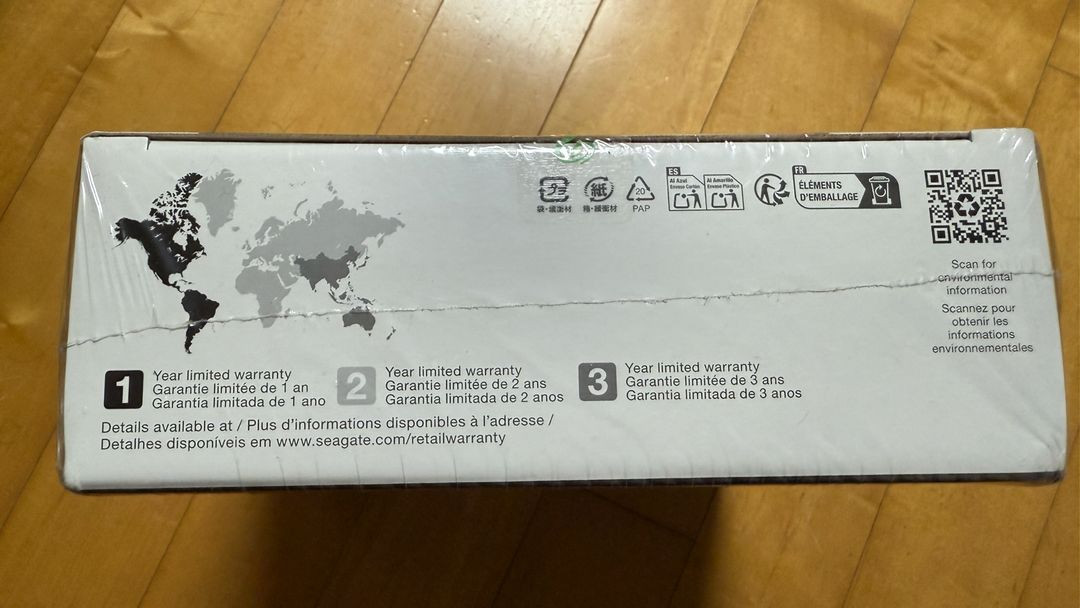 プラ
袋・緩衝材
紙
箱・緩衝材
20
PAP
ES
Al Azul
Envase Cartón
Al Amarillo
Envase Plástico
FR
ÉLÉMENTS
D'EMBALLAGE
Scan for
environmental
information
Scannez pour
obtenir les
informations
environnementales
1
Year limited warranty
Garantie limitée de 1 an
Garantia limitada de 1 ano
2
Year limited warranty
Garantie limitée de 2 ans
Garantia limitada de 2 anos
3
Year limited warranty
Garantie limitée de 3 ans
Garantia limitada de 3 anos
Details available at / Plus d'informations disponibles à l'adresse /
Detalhes disponíveis em www.seagate.com/retailwarranty